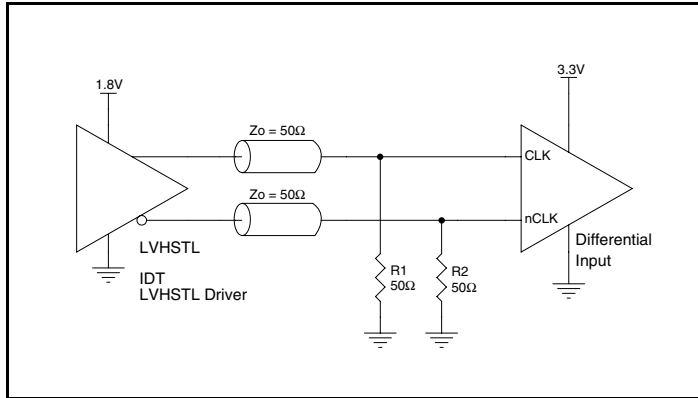 1.8V
3.3V
Zo = 50Ω
CLK
Zo = 50Ω
nCLK
LVHSTL
IDT
LVHSTL Driver
R1
50Ω
R2
50Ω
Differential
Input